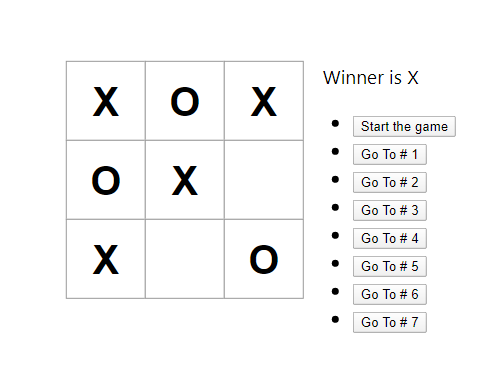 X O X
O X
X O
Winner is X
Start the game
Go To # 1
Go To # 2
Go To # 3
Go To # 4
Go To # 5
Go To # 6
Go To # 7